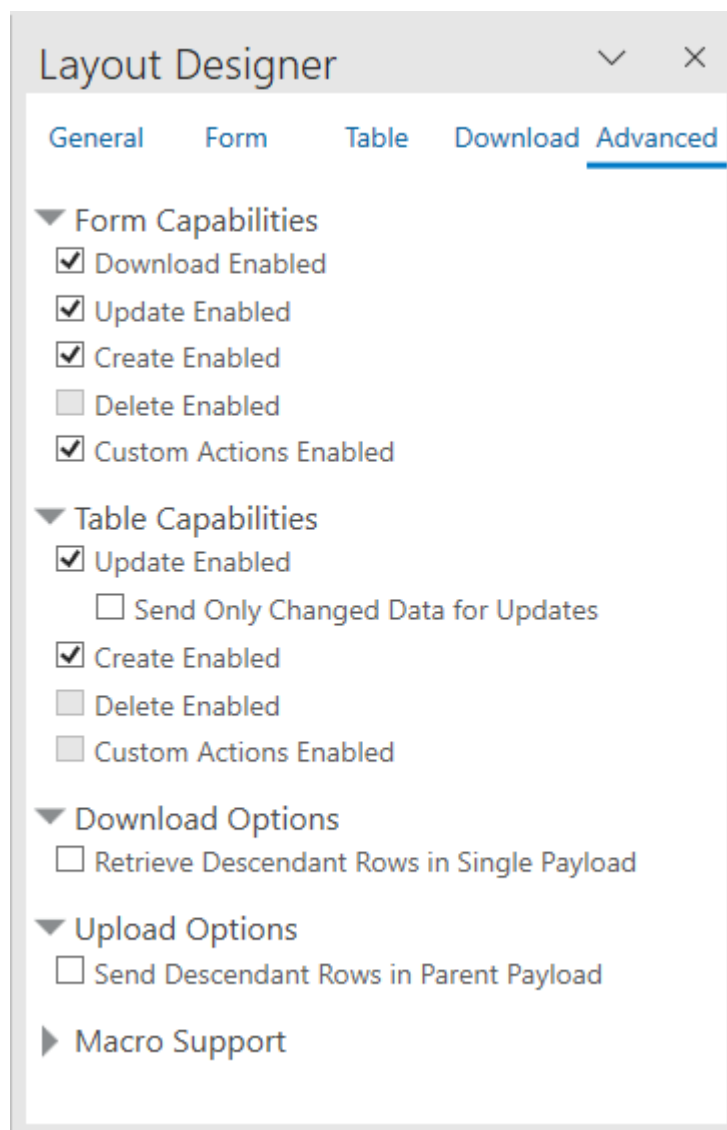 Layout Designer
General Form Table Download Advanced
Form Capabilities
Download Enabled
Update Enabled
Create Enabled
Delete Enabled
Custom Actions Enabled
Table Capabilities
Update Enabled
Send Only Changed Data for Updates
Create Enabled
Delete Enabled
Custom Actions Enabled
Download Options
Retrieve Descendant Rows in Single Payload
Upload Options
Send Descendant Rows in Parent Payload
Macro Support